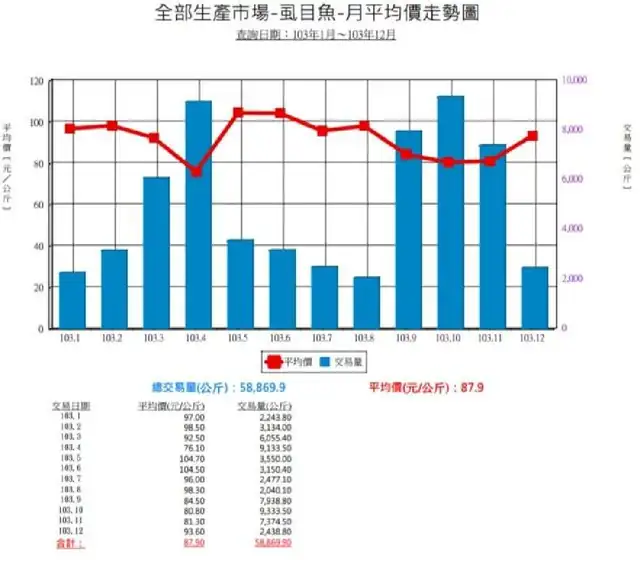 全部生產市場-虱目魚-月平均價走勢圖
查詢日期：103年1月～103年12月
平均價(元/公斤)
交易量(公斤)
120
100
80
60
40
20
0
10,000
8,000
6,000
4,000
2,000
0
103.1 103.2 103.3 103.4 103.5 103.6 103.7 103.8 103.9 103.10 103.11 103.12
平均價 交易量
總交易量(公斤)：58,869.9 平均價(元/公斤)：87.9
交易日期 平均價(元/公斤) 交易量(公斤)
103. 1 97.00 2,243.80
103. 2 98.50 3,134.00
103. 3 92.50 6,055.40
103. 4 76.10 9,133.50
103. 5 104.70 3,550.00
103. 6 104.50 3,150.40
103. 7 96.00 2,477.10
103. 8 98.30 2,040.10
103. 9 84.50 7,938.80
103. 10 80.80 9,333.50
103. 11 81.30 7,374.50
103. 12 93.60 2,438.80
合計： 87.90 58,869.90